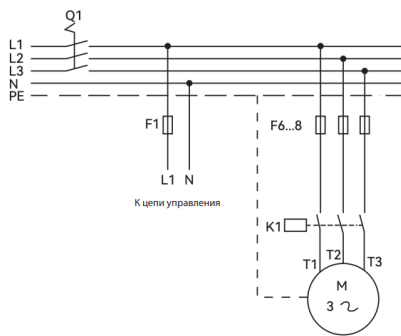 Q1
L1
L2
L3
N
PE
F1
F6...8
L1 N
К цепи управления
K1
T1 T2 T3
M
3 ~